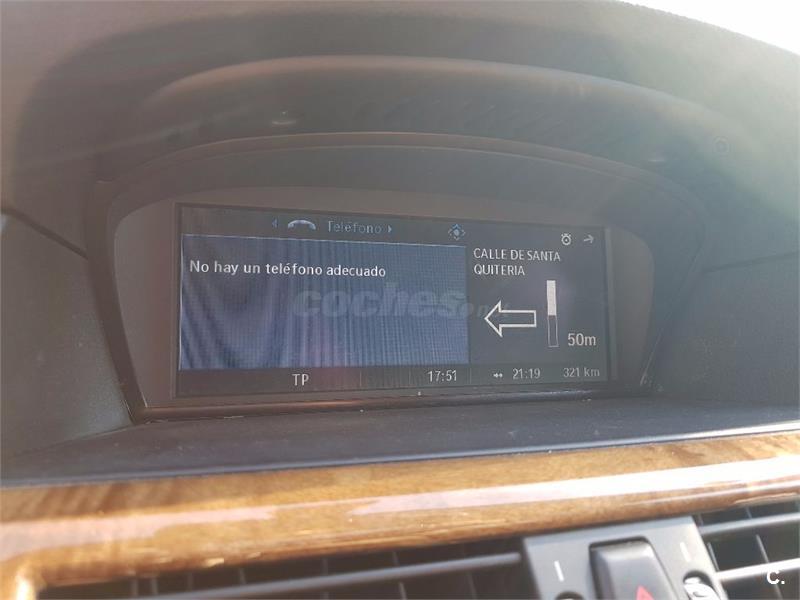 Teléfono
CALLE DE SANTA
QUITERIA
No hay un teléfono adecuado
coches.net
50m
TP
17:51
21:19
321 km
C.